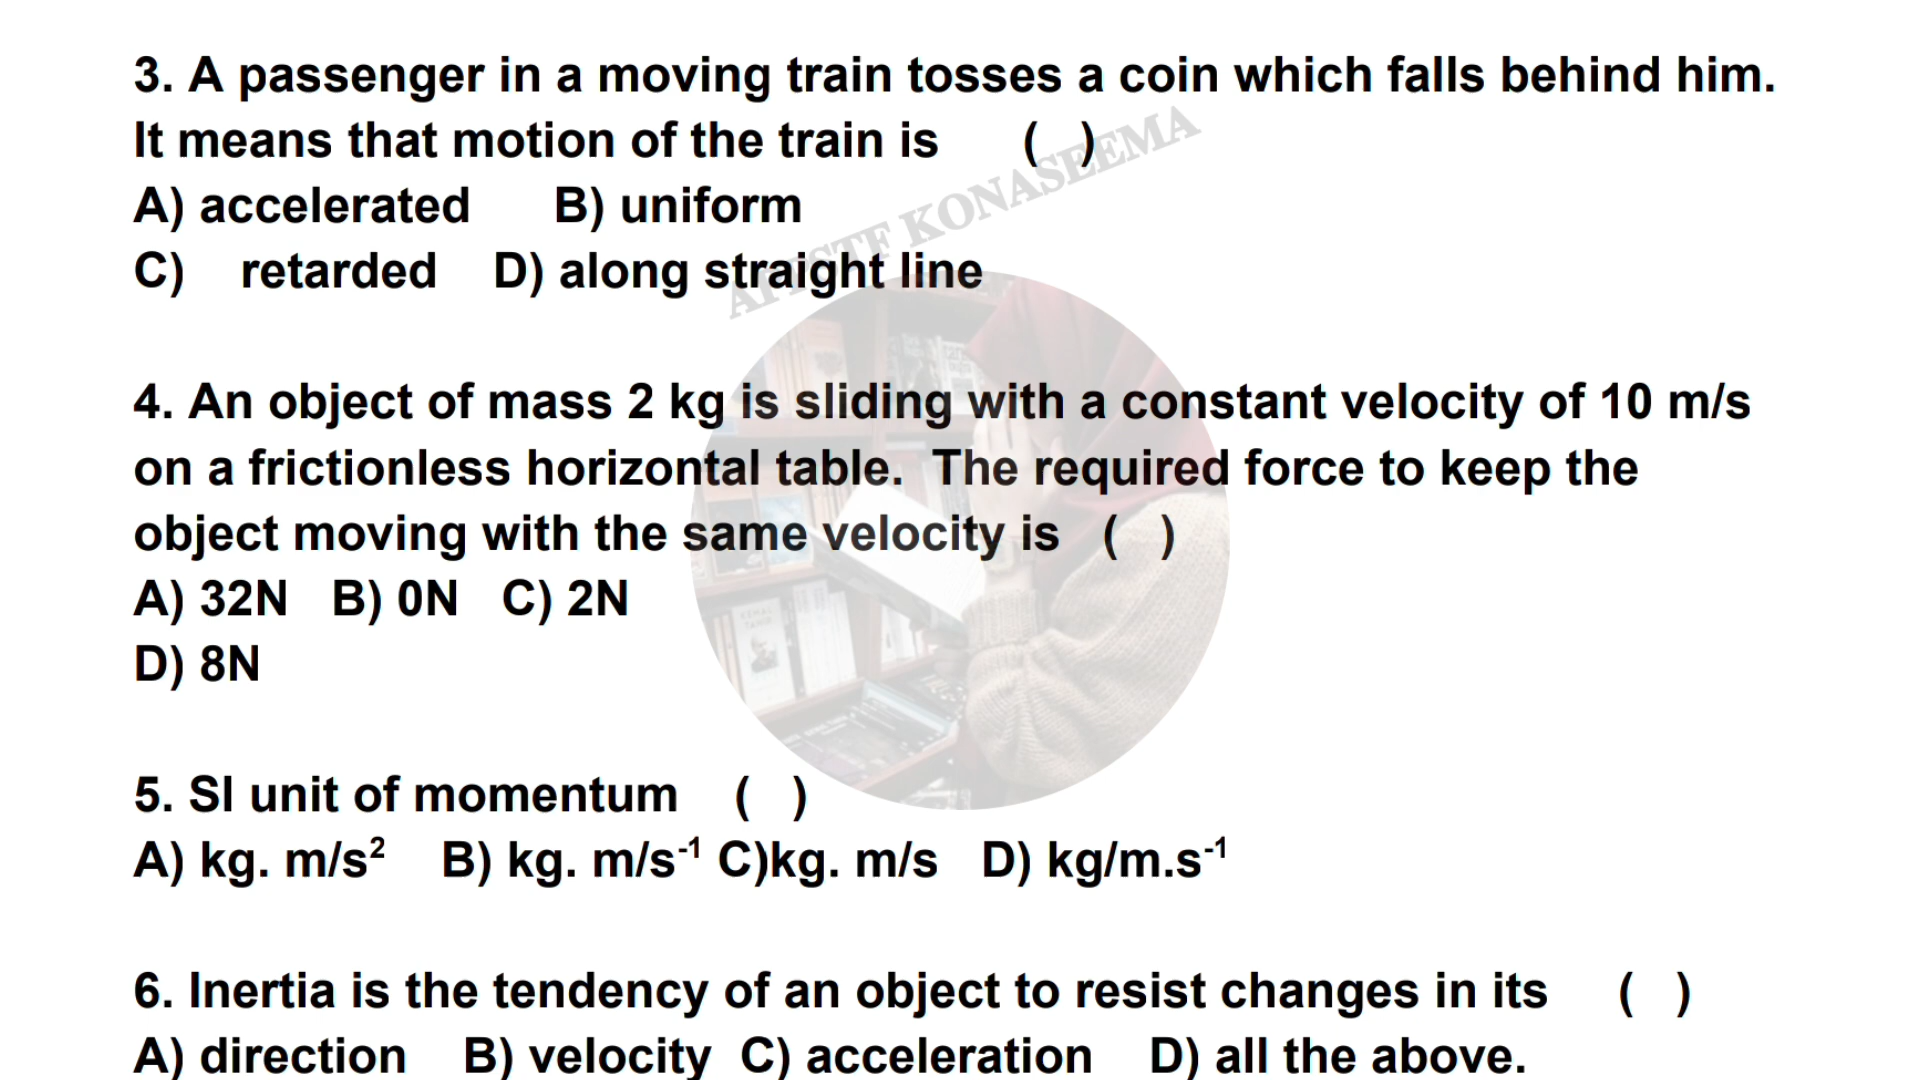 3. A passenger in a moving train tosses a coin which falls behind him.
It means that motion of the train is ( )
A) accelerated B) uniform
C) retarded D) along straight line
4. An object of mass 2 kg is sliding with a constant velocity of 10 m/s
on a frictionless horizontal table. The required force to keep the
object moving with the same velocity is ( )
A) 32N B) 0N C) 2N
D) 8N
5. SI unit of momentum ( )
A) kg. m/s² B) kg. m/s⁻¹ C)kg. m/s D) kg/m.s⁻¹
6. Inertia is the tendency of an object to resist changes in its ( )
A) direction B) velocity C) acceleration D) all the above.
KONASEEMA